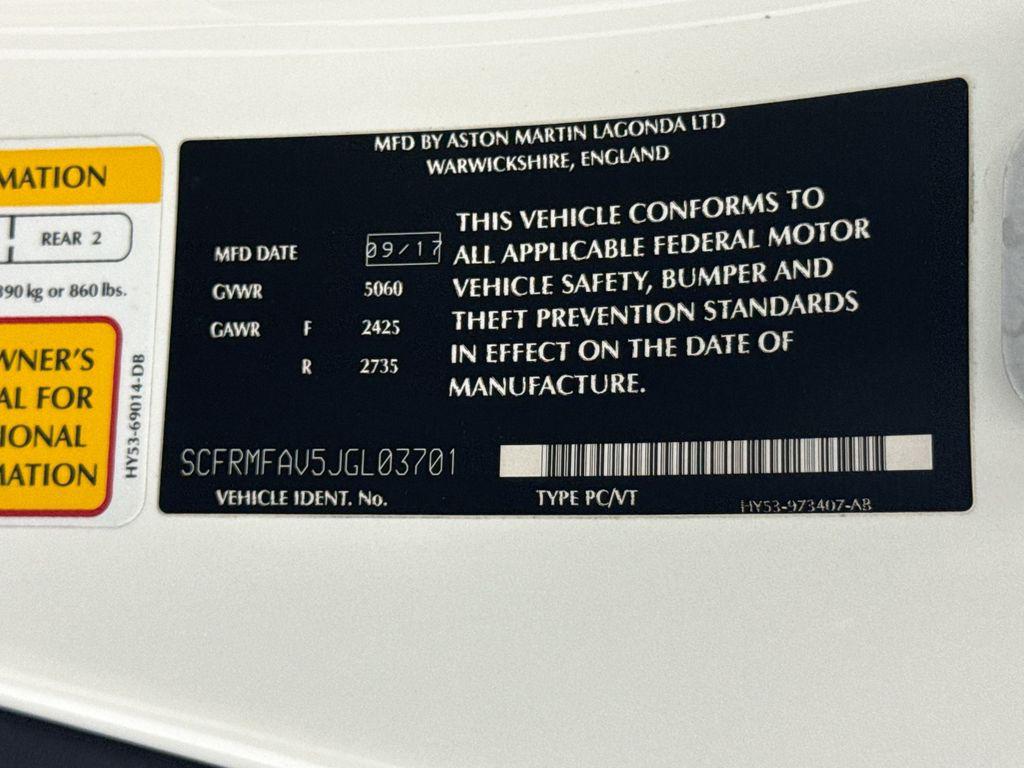 MATION
REAR 2
390 kg or 860 lbs.
WNER'S
AL FOR
IONAL
MATION
HY53-69014-DB
MFD BY ASTON MARTIN LAGONDA LTD
WARWICKSHIRE, ENGLAND
MFD DATE 09/17
GVWR 5060
GAWR F 2425
R 2735
THIS VEHICLE CONFORMS TO
ALL APPLICABLE FEDERAL MOTOR
VEHICLE SAFETY, BUMPER AND
THEFT PREVENTION STANDARDS
IN EFFECT ON THE DATE OF
MANUFACTURE.
SCFRMFAV5JGL03701
VEHICLE IDENT. No.
TYPE PC/VT
HY53-973407-AB